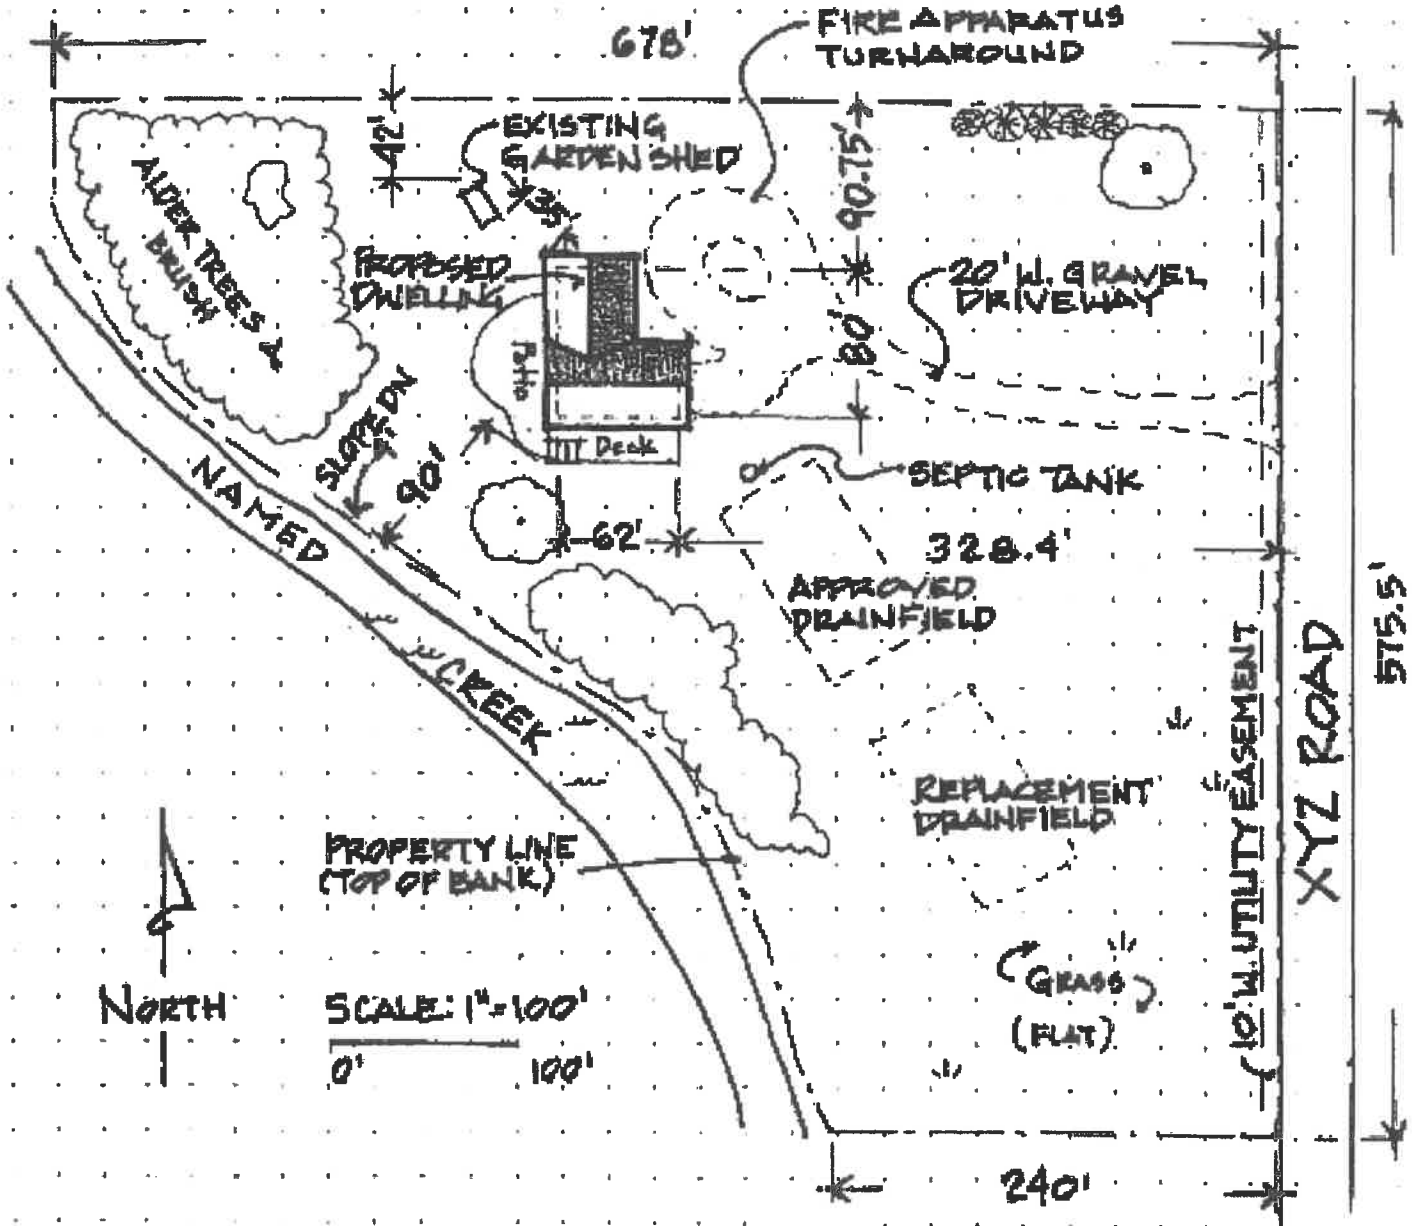 678'
FIRE APPARATUS
TURNAROUND
42'
EXISTING
GARDEN SHED
35'
90.75'
ALDER TREES &
BRUSH
PROPOSED
DWELLING
20' W. GRAVEL
DRIVEWAY
80'
Patio
SLOPE DN
90'
Deck
SEPTIC TANK
NAMED
CREEK
62'
328.4'
APPROVED
DRAINFIELD
575.5'
XYZ ROAD
10' W. UTILITY EASEMENT
REPLACEMENT
DRAINFIELD
PROPERTY LINE
(TOP OF BANK)
GRASS
(FLAT)
NORTH
SCALE: 1"=100'
0' 100'
240'